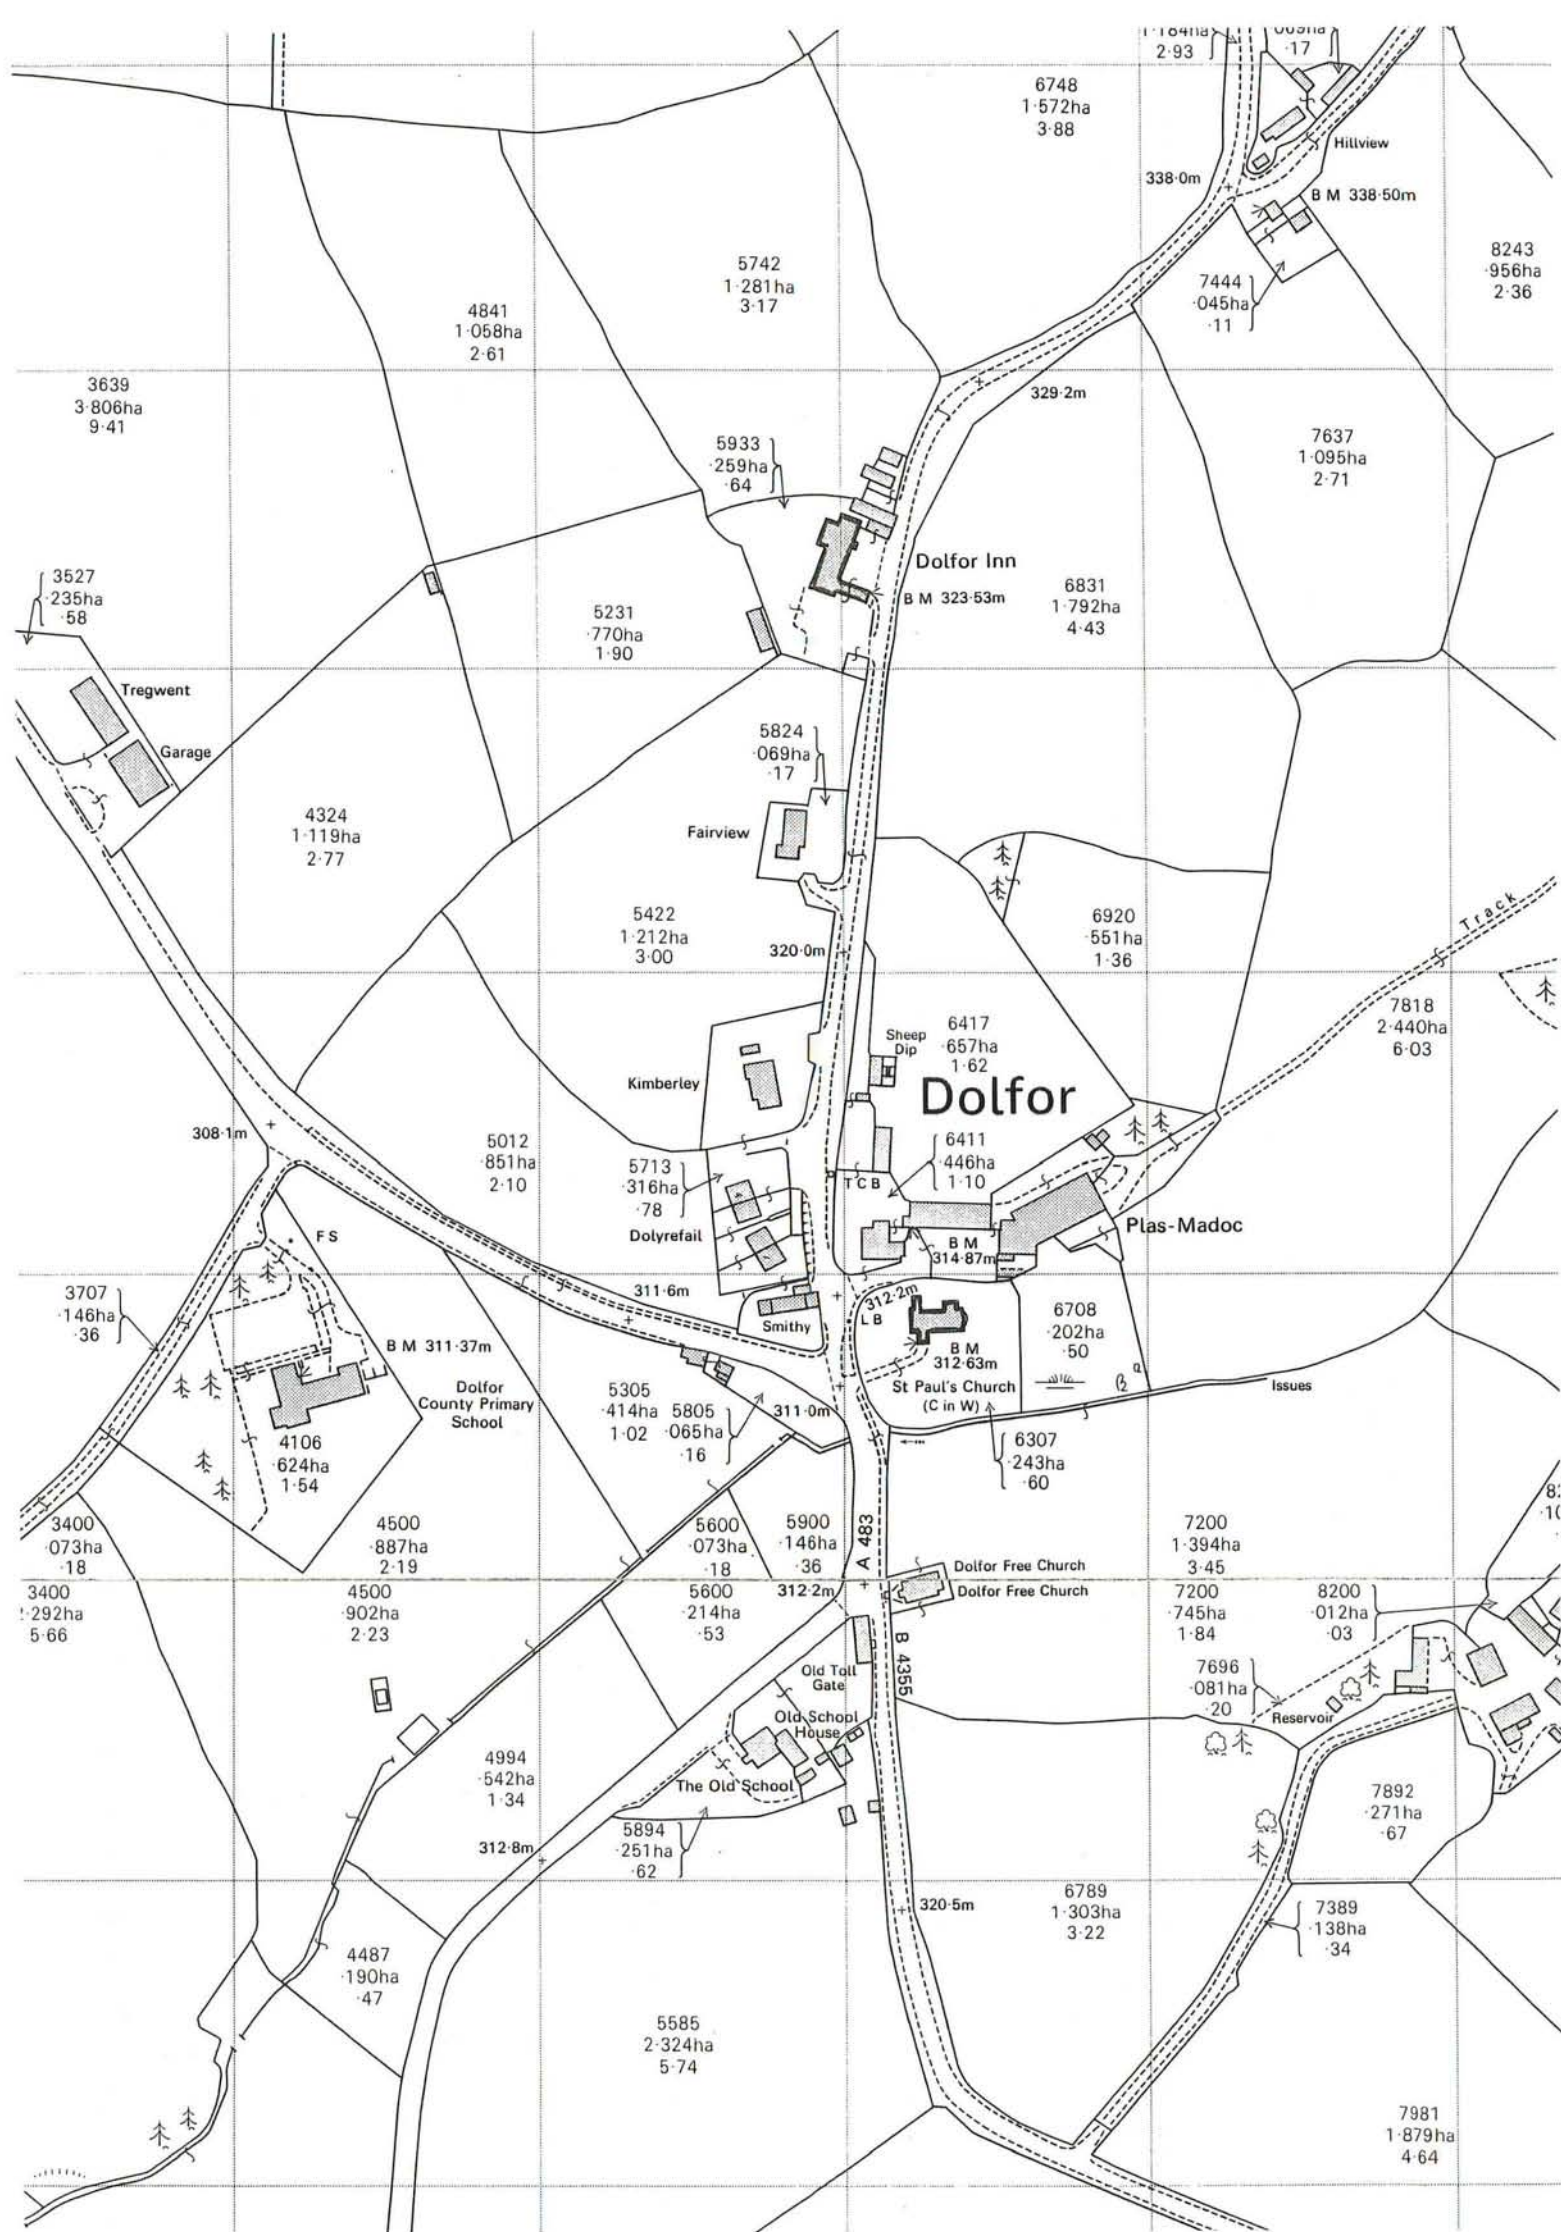 1·184ha
2·93
·069ha
·17
6748
1·572ha
3·88
Hillview
338·0m
B M 338·50m
5742
1·281ha
3·17
8243
·956ha
2·36
7444
·045ha
·11
4841
1·058ha
2·61
3639
3·806ha
9·41
329·2m
5933
·259ha
·64
7637
1·095ha
2·71
Dolfor Inn
B M 323·53m
3527
·235ha
·58
5231
·770ha
1·90
6831
1·792ha
4·43
Tregwent
Garage
5824
·069ha
·17
4324
1·119ha
2·77
Fairview
5422
1·212ha
3·00
320·0m
6920
·551ha
1·36
Track
7818
2·440ha
6·03
Sheep
Dip
6417
·657ha
1·62
Kimberley
Dolfor
308·1m
5012
·851ha
2·10
5713
·316ha
·78
6411
·446ha
1·10
T C B
Dolyrefail
F S
B M
314·87m
Plas-Madoc
3707
·146ha
·36
311·6m
312·2m
L B
Smithy
6708
·202ha
·50
B M 311·37m
B M
312·63m
Dolfor
County Primary
School
St Paul's Church
(C in W)
Issues
5305
·414ha
1·02
5805
·065ha
·16
311·0m
4106
·624ha
1·54
6307
·243ha
·60
3400
·073ha
·18
4500
·887ha
2·19
5600
·073ha
·18
5900
·146ha
·36
A 483
7200
1·394ha
3·45
Dolfor Free Church
Dolfor Free Church
312·2m
3400
2·292ha
5·66
4500
·902ha
2·23
5600
·214ha
·53
7200
·745ha
1·84
8200
·012ha
·03
B 4355
Old Toll
Gate
7696
·081ha
·20
Reservoir
Old School
House
The Old School
4994
·542ha
1·34
7892
·271ha
·67
5894
·251ha
·62
312·8m
6789
1·303ha
3·22
320·5m
7389
·138ha
·34
4487
·190ha
·47
5585
2·324ha
5·74
7981
1·879ha
4·64